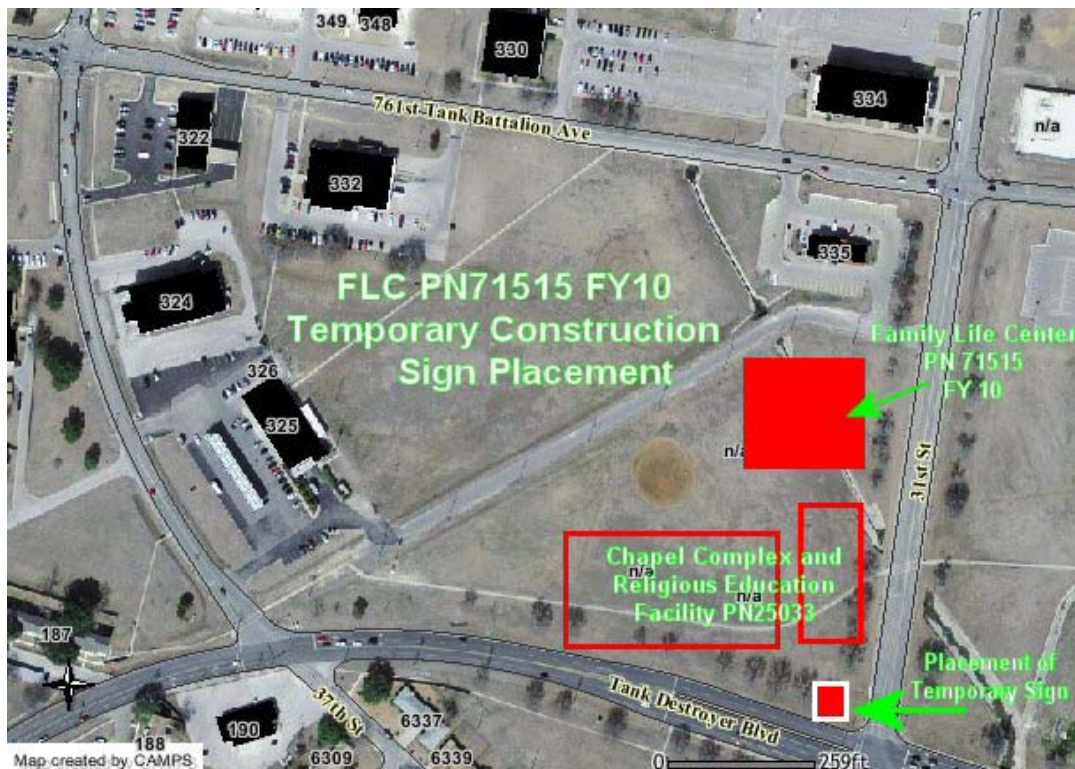 349
348
330
334
n/a
322
761st Tank Battalion Ave
332
335
324
FLC PN71515 FY10
Temporary Construction
Sign Placement
Family Life Center
PN 71515
FY 10
326
325
n/a
31st St
Chapel Complex and
n/a
Religious Education
n/a
Facility PN25033
187
Placement of
Temporary Sign
Tank Destroyer Blvd
37th St
190
6337
188
6309
6339
Map created by CAMPS
0
259ft